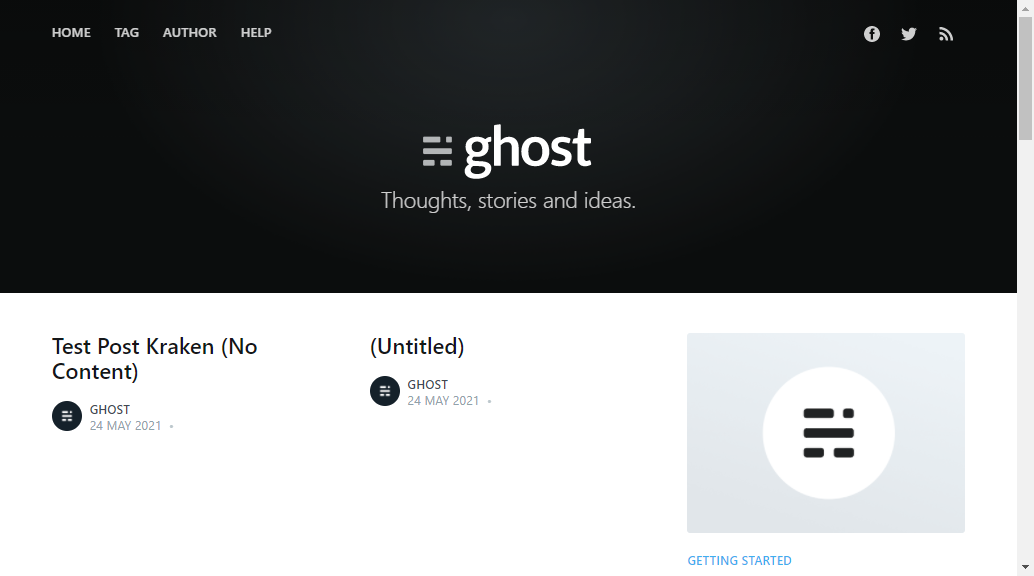 HOME TAG AUTHOR HELP
ghost
Thoughts, stories and ideas.
Test Post Kraken (No
Content)
GHOST
24 MAY 2021 •
(Untitled)
GHOST
24 MAY 2021 •
GETTING STARTED